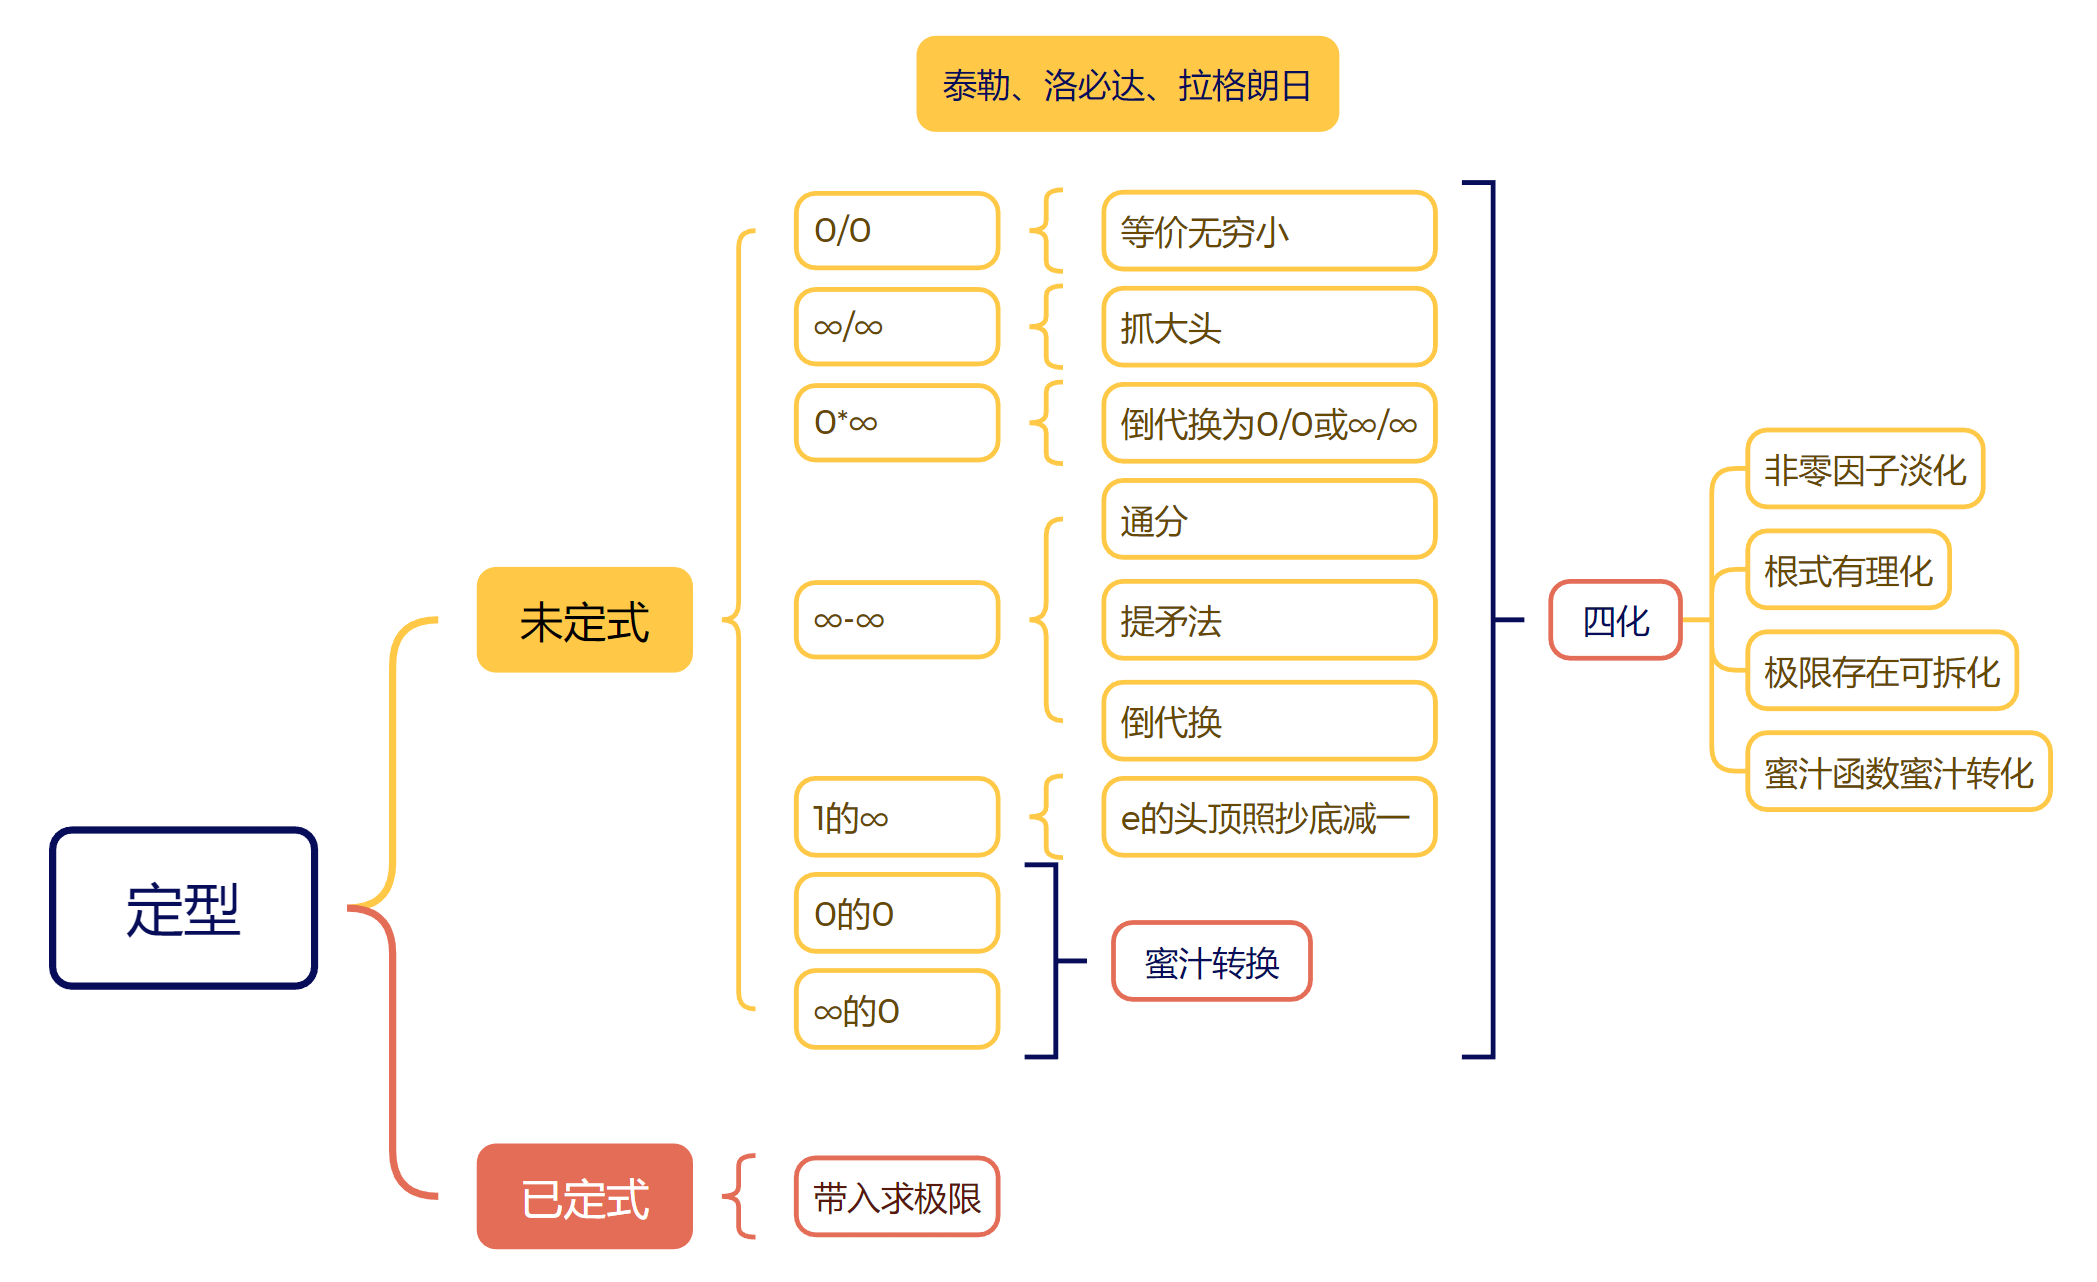 泰勒、洛必达、拉格朗日
定型
未定式
0/0
等价无穷小
∞/∞
抓大头
0*∞
倒代换为0/0或∞/∞
∞-∞
通分
提矛法
倒代换
1的∞
e的头顶照抄底减一
0的0
∞的0
蜜汁转换
四化
非零因子淡化
根式有理化
极限存在可拆化
蜜汁函数蜜汁转化
已定式
带入求极限